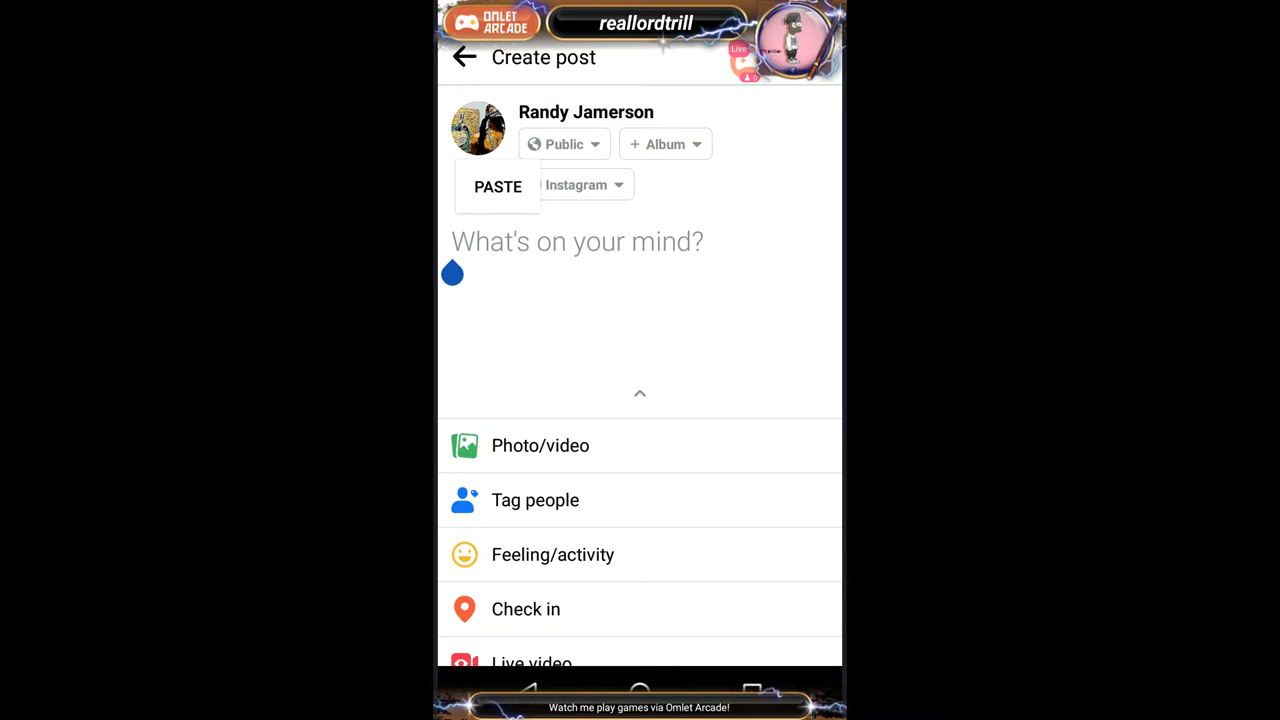 OMLET
ARCADE
reallordtrill
Live
Create post
Randy Jamerson
Public
+ Album
PASTE
Instagram
What's on your mind?
Photo/video
Tag people
Feeling/activity
Check in
Live video
Watch me play games via Omlet Arcade!